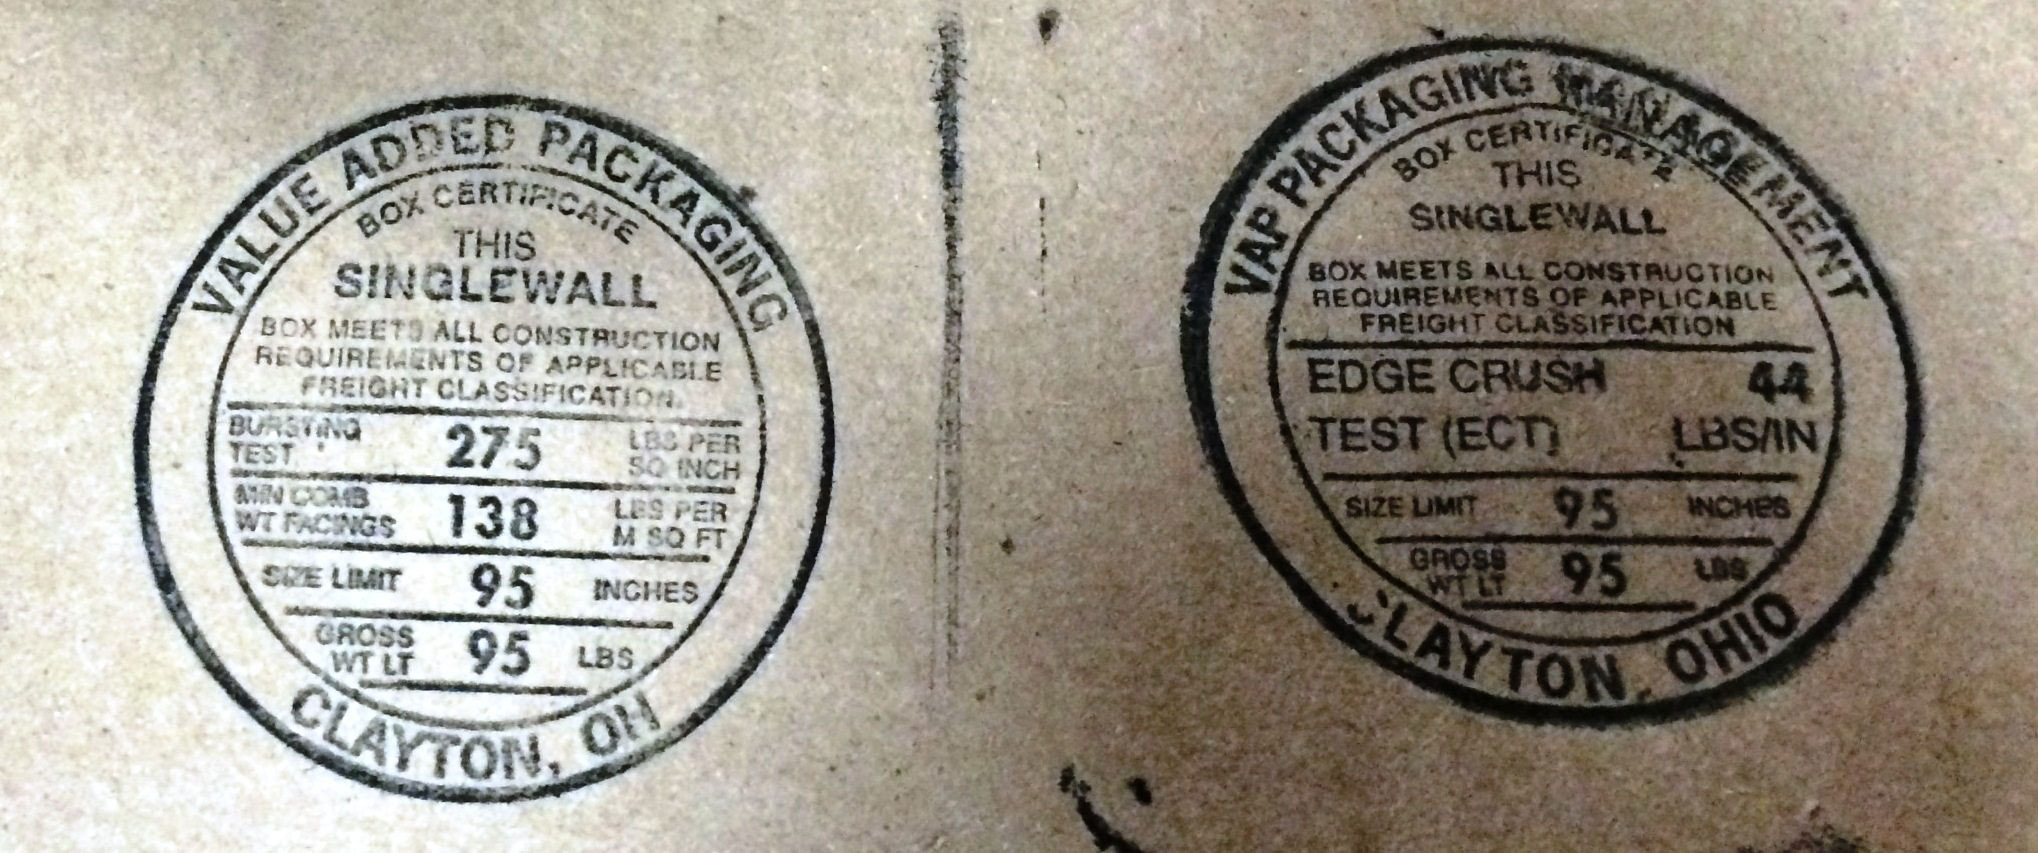 VALUE ADDED PACKAGING
BOX CERTIFICATE
THIS
SINGLEWALL
BOX MEETS ALL CONSTRUCTION
REQUIREMENTS OF APPLICABLE
FREIGHT CLASSIFICATION.
BURSTING TEST 275 LBS PER SQ INCH
MIN COMB WT FACINGS 138 LBS PER M SQ FT
SIZE LIMIT 95 INCHES
GROSS WT LT 95 LBS
CLAYTON, OH
VAP PACKAGING MANAGEMENT
BOX CERTIFICATE
THIS
SINGLEWALL
BOX MEETS ALL CONSTRUCTION
REQUIREMENTS OF APPLICABLE
FREIGHT CLASSIFICATION
EDGE CRUSH 44
TEST (ECT) LBS/IN
SIZE LIMIT 95 INCHES
GROSS WT LT 95 LBS
CLAYTON, OHIO